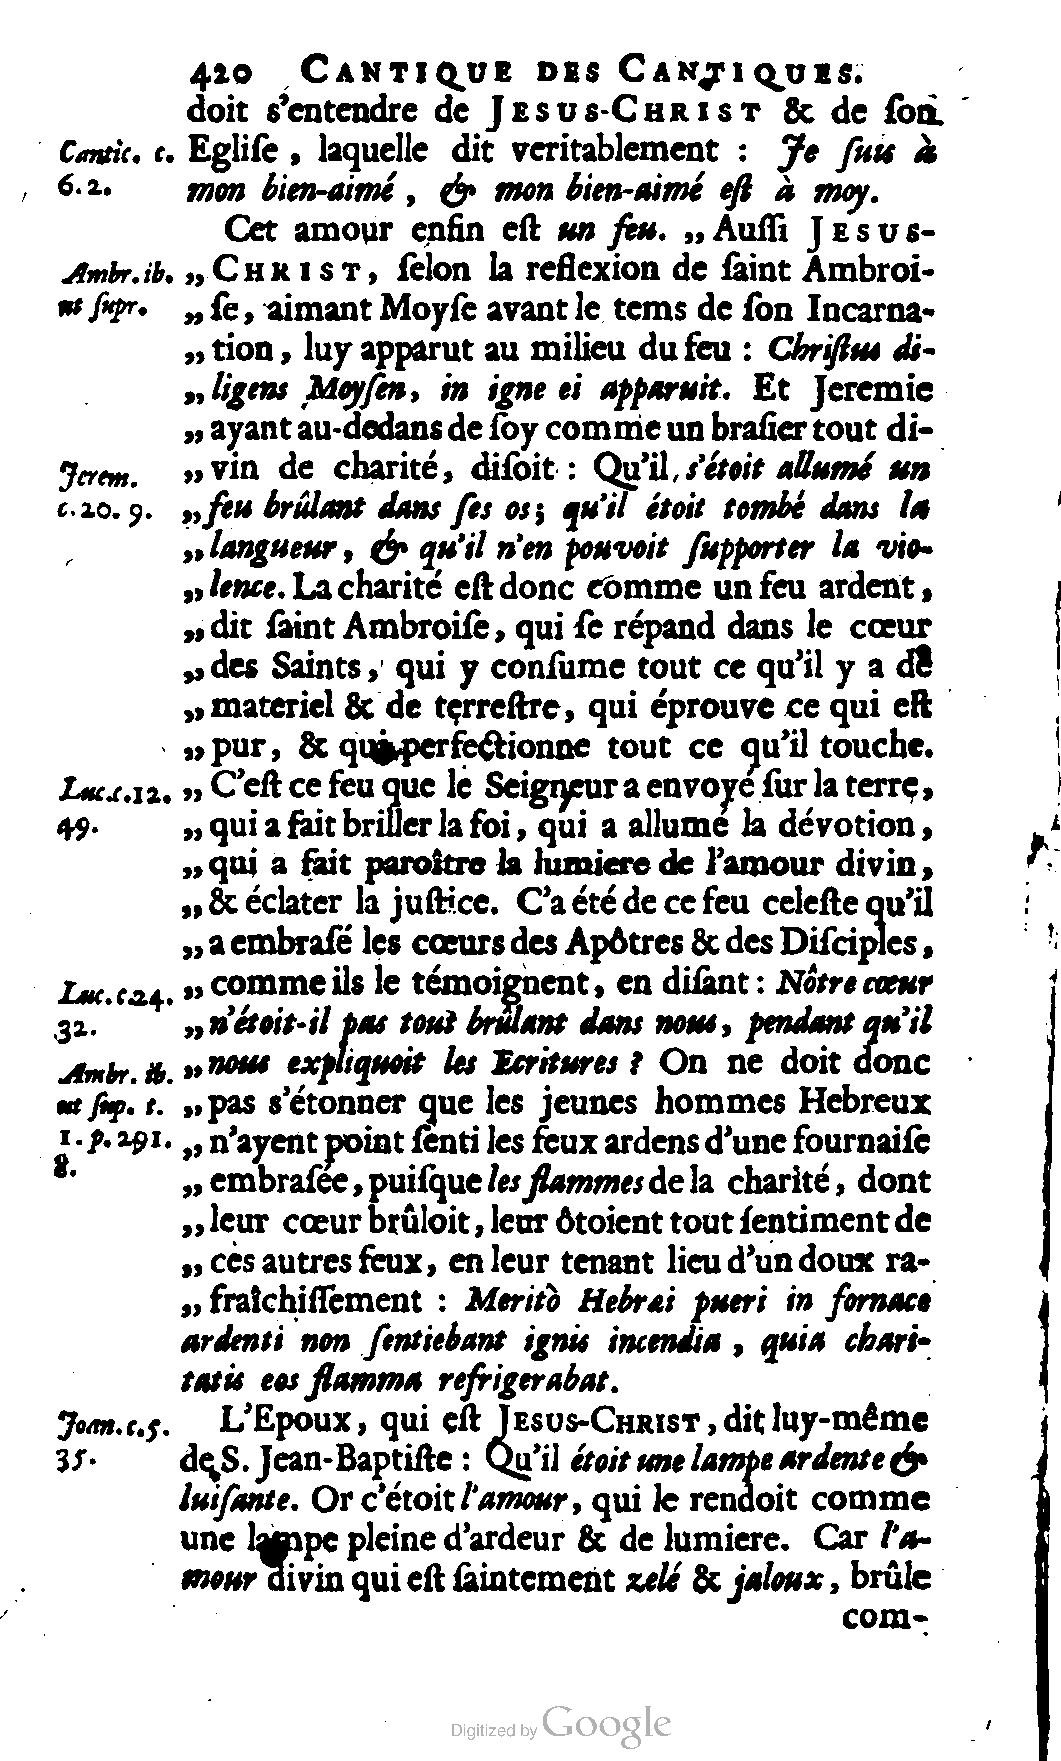 420 CANTIQUE DES CANTIQUES.
doit s'entendre de JESUS-CHRIST & de ſon
Cantic. c. Egliſe, laquelle dit veritablement : Je ſuis à
6. 2. mon bien-aimé, & mon bien-aimé eſt à moy.
Cet amour enfin eſt un feu. „ Auſſi JESUS-
Ambr. ib. „ CHRIST, ſelon la reflexion de ſaint Ambroi-
ut ſupr. „ ſe, aimant Moyſe avant le tems de ſon Incarna-
„ tion, luy apparut au milieu du feu : Chriſtus di-
„ ligens Moyſen, in igne ei apparuit. Et Jeremie
„ ayant au-dedans de ſoy comme un braſier tout di-
Jerem. „ vin de charité, diſoit : Qu'il s'étoit allumé un
c. 20. 9. „ feu brûlant dans ſes os; qu'il étoit tombé dans la
„ langueur, & qu'il n'en pouvoit ſupporter la vio-
„ lence. La charité eſt donc comme un feu ardent,
„ dit ſaint Ambroiſe, qui ſe répand dans le cœur
„ des Saints, qui y conſume tout ce qu'il y a de
„ materiel & de terreſtre, qui éprouve ce qui eſt
„ pur, & qui perfectionne tout ce qu'il touche.
Luc. c. 12. „ C'eſt ce feu que le Seigneur a envoyé ſur la terre,
49. „ qui a fait briller la foi, qui a allumé la dévotion,
„ qui a fait paroître la lumiere de l'amour divin,
„ & éclater la juſtice. C'a été de ce feu celeſte qu'il
„ a embraſé les cœurs des Apôtres & des Diſciples,
Luc. c. 24. „ comme ils le témoignent, en diſant : Nôtre cœur
32. „ n'étoit-il pas tout brûlant dans nous, pendant qu'il
Ambr. ib. „ nous expliquoit les Ecritures ? On ne doit donc
ut ſup. t. „ pas s'étonner que les jeunes hommes Hebreux
1. p. 291. „ n'ayent point ſenti les feux ardens d'une fournaiſe
8. „ embraſée, puiſque les flammes de la charité, dont
„ leur cœur brûloit, leur ôtoient tout ſentiment de
„ ces autres feux, en leur tenant lieu d'un doux ra-
„ fraîchiſſement : Meritò Hebræi pueri in fornace
ardenti non ſentiebant ignis incendia, quia chari-
tatis eos flamma refrigerabat.
Joan. c. 5. L'Epoux, qui eſt JESUS-CHRIST, dit luy-même
35. de S. Jean-Baptiſte : Qu'il étoit une lampe ardente &
luiſante. Or c'étoit l'amour, qui le rendoit comme
une lampe pleine d'ardeur & de lumiere. Car l'a-
mour divin qui eſt ſaintement zelé & jaloux, brûle
com-
Digitized by Google